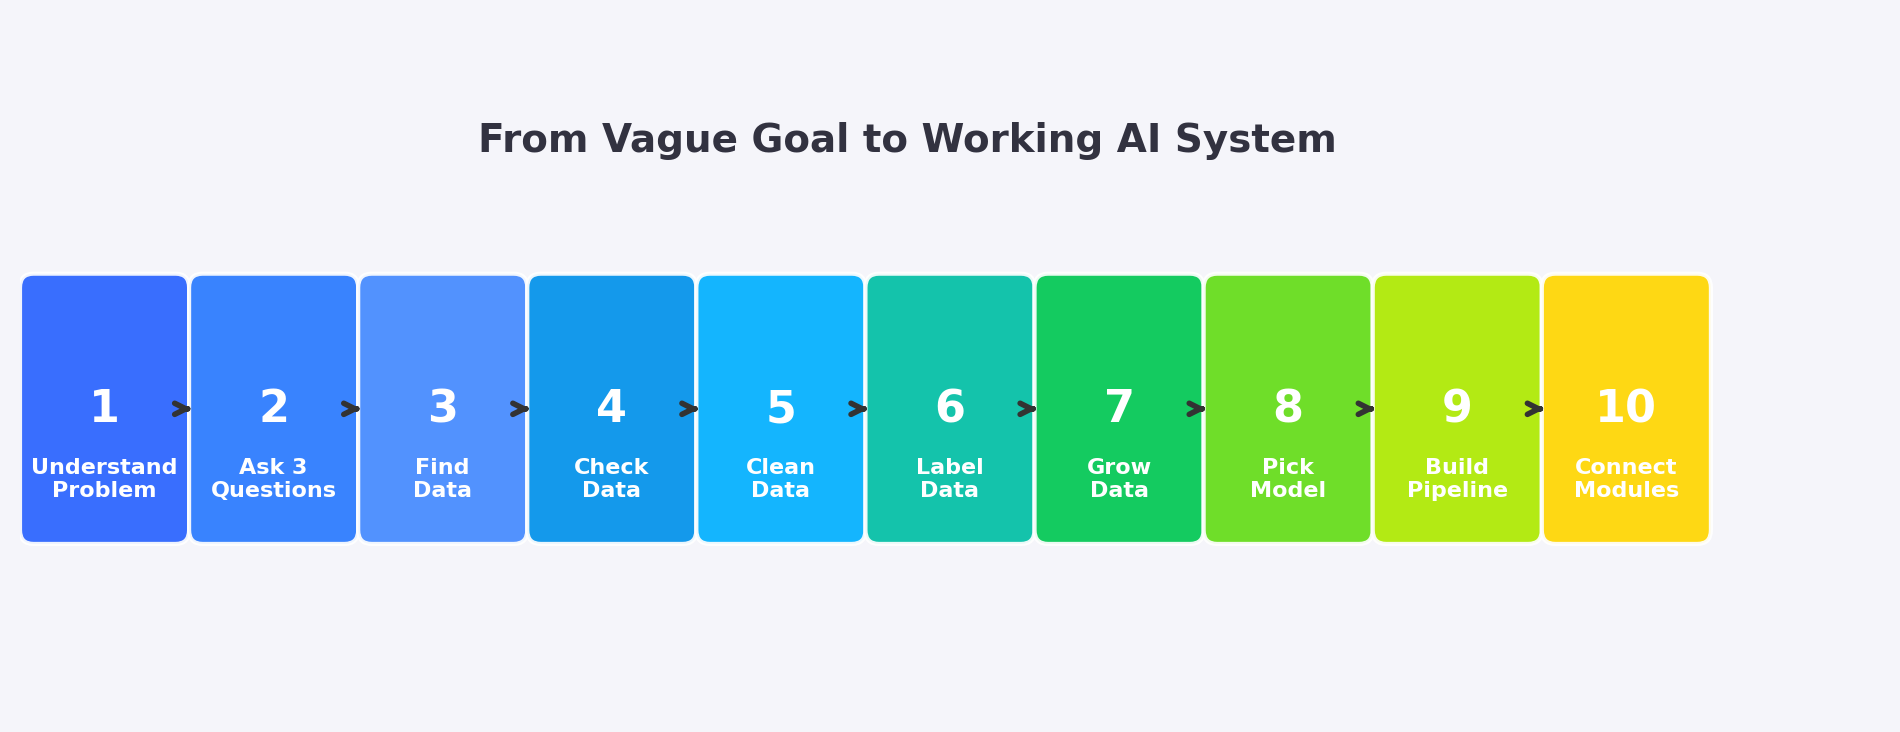 From Vague Goal to Working AI System
1
Understand
Problem
2
Ask 3
Questions
3
Find
Data
4
Check
Data
5
Clean
Data
6
Label
Data
7
Grow
Data
8
Pick
Model
9
Build
Pipeline
10
Connect
Modules